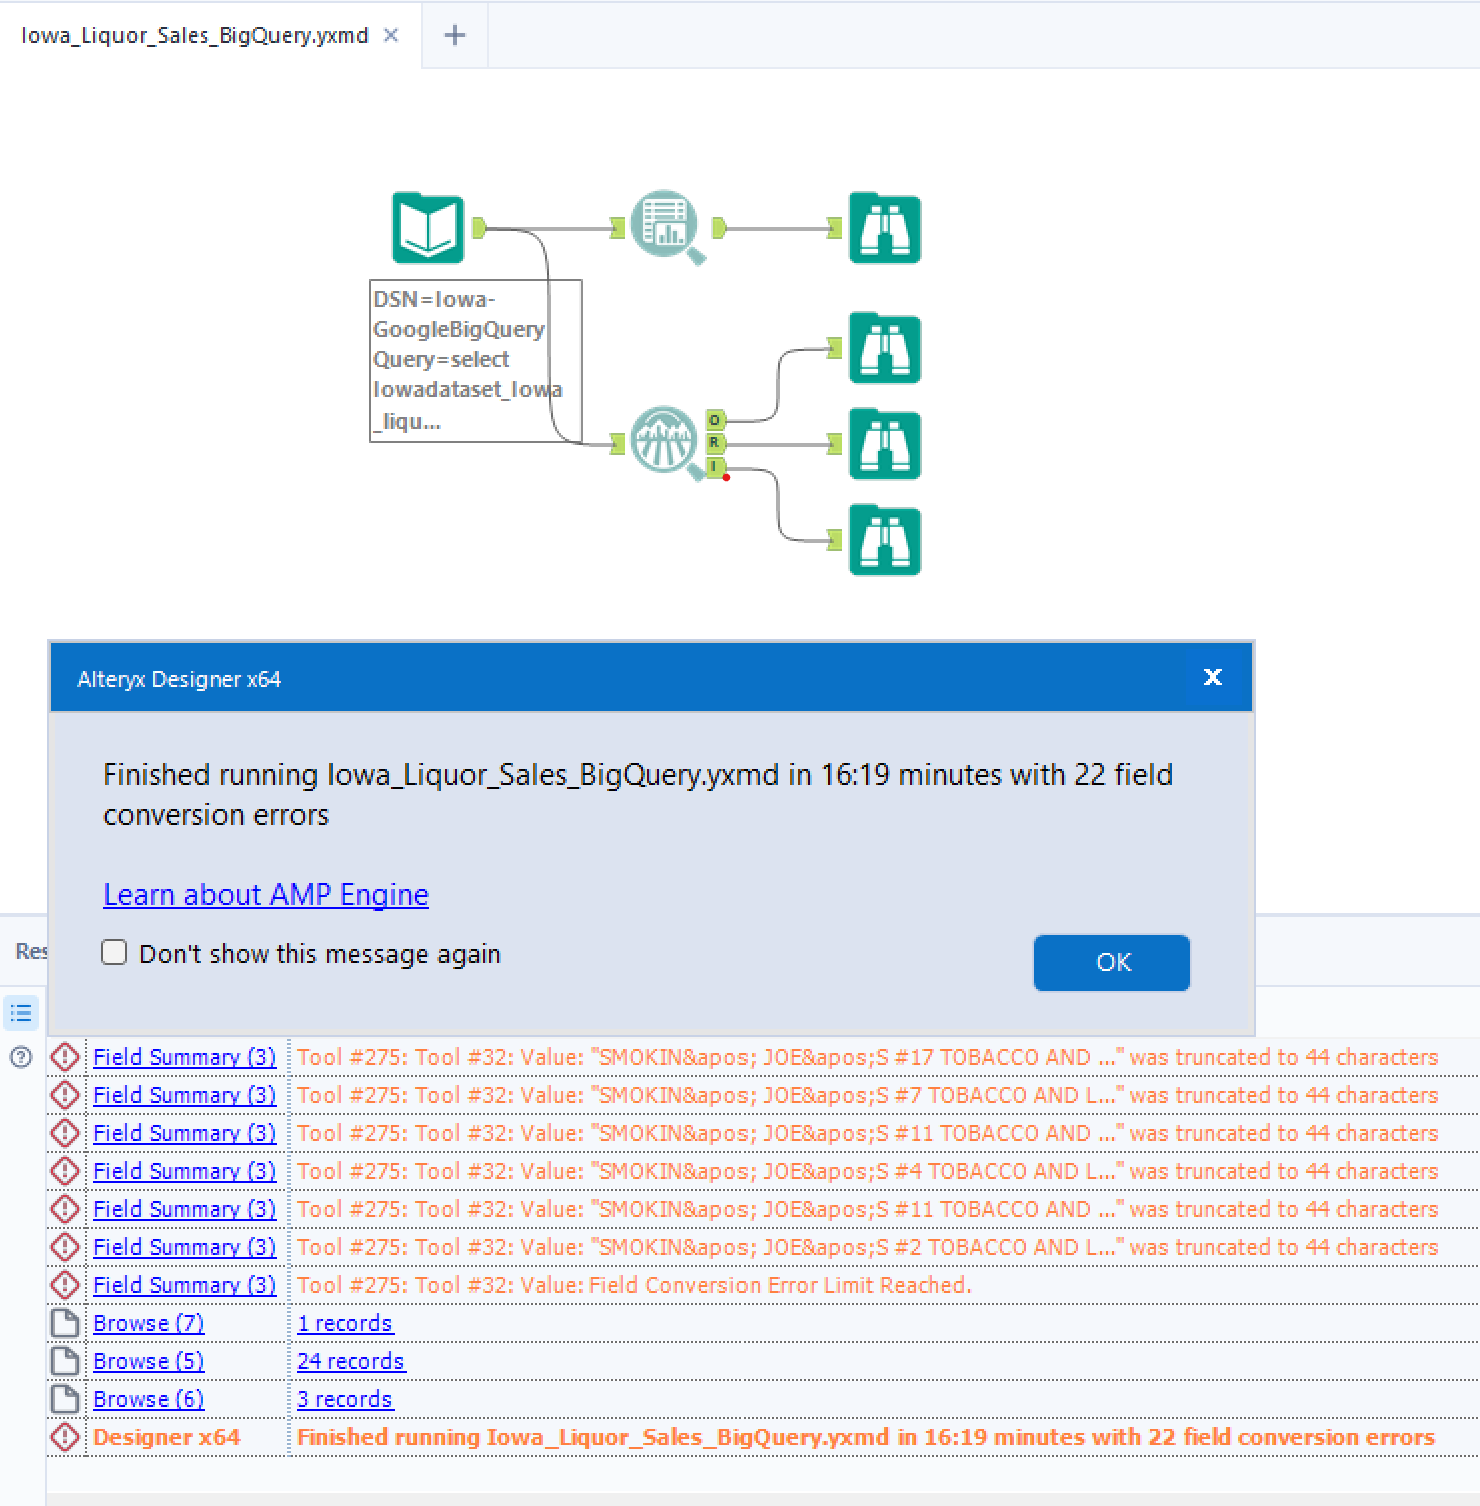 Iowa_Liquor_Sales_BigQuery.yxmd
DSN=Iowa-
GoogleBigQuery
Query=select
Iowadataset_Iowa
_liqu...
O
R
I
Alteryx Designer x64
Finished running Iowa_Liquor_Sales_BigQuery.yxmd in 16:19 minutes with 22 field
conversion errors
Learn about AMP Engine
Don't show this message again
OK
Res
Field Summary (3) Tool #275: Tool #32: Value: "SMOKIN&apos; JOE&apos;S #17 TOBACCO AND ..." was truncated to 44 characters
Field Summary (3) Tool #275: Tool #32: Value: "SMOKIN&apos; JOE&apos;S #7 TOBACCO AND L..." was truncated to 44 characters
Field Summary (3) Tool #275: Tool #32: Value: "SMOKIN&apos; JOE&apos;S #11 TOBACCO AND ..." was truncated to 44 characters
Field Summary (3) Tool #275: Tool #32: Value: "SMOKIN&apos; JOE&apos;S #4 TOBACCO AND L..." was truncated to 44 characters
Field Summary (3) Tool #275: Tool #32: Value: "SMOKIN&apos; JOE&apos;S #11 TOBACCO AND ..." was truncated to 44 characters
Field Summary (3) Tool #275: Tool #32: Value: "SMOKIN&apos; JOE&apos;S #2 TOBACCO AND L..." was truncated to 44 characters
Field Summary (3) Tool #275: Tool #32: Value: Field Conversion Error Limit Reached.
Browse (7) 1 records
Browse (5) 24 records
Browse (6) 3 records
Designer x64 Finished running Iowa_Liquor_Sales_BigQuery.yxmd in 16:19 minutes with 22 field conversion errors